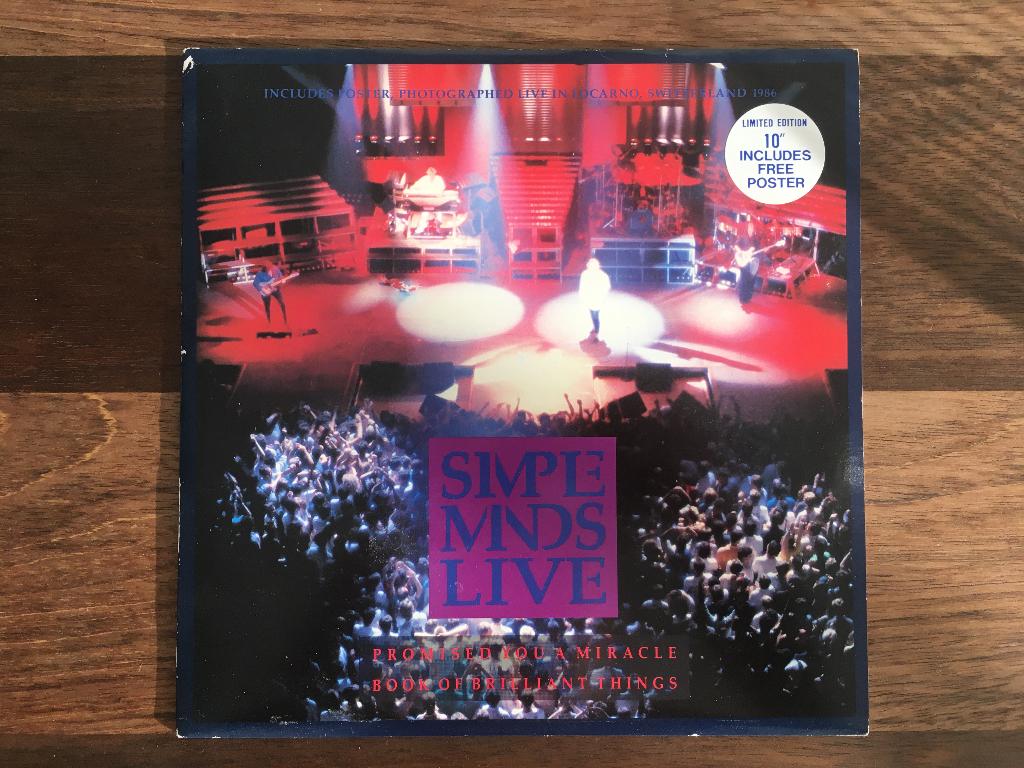 INCLUDES POSTER, PHOTOGRAPHED LIVE IN LOCARNO, SWITZERLAND 1986
LIMITED EDITION
10"
INCLUDES
FREE
POSTER
SIMPLE
MINDS
LIVE
PROMISED YOU A MIRACLE
BOOK OF BRILLIANT THINGS